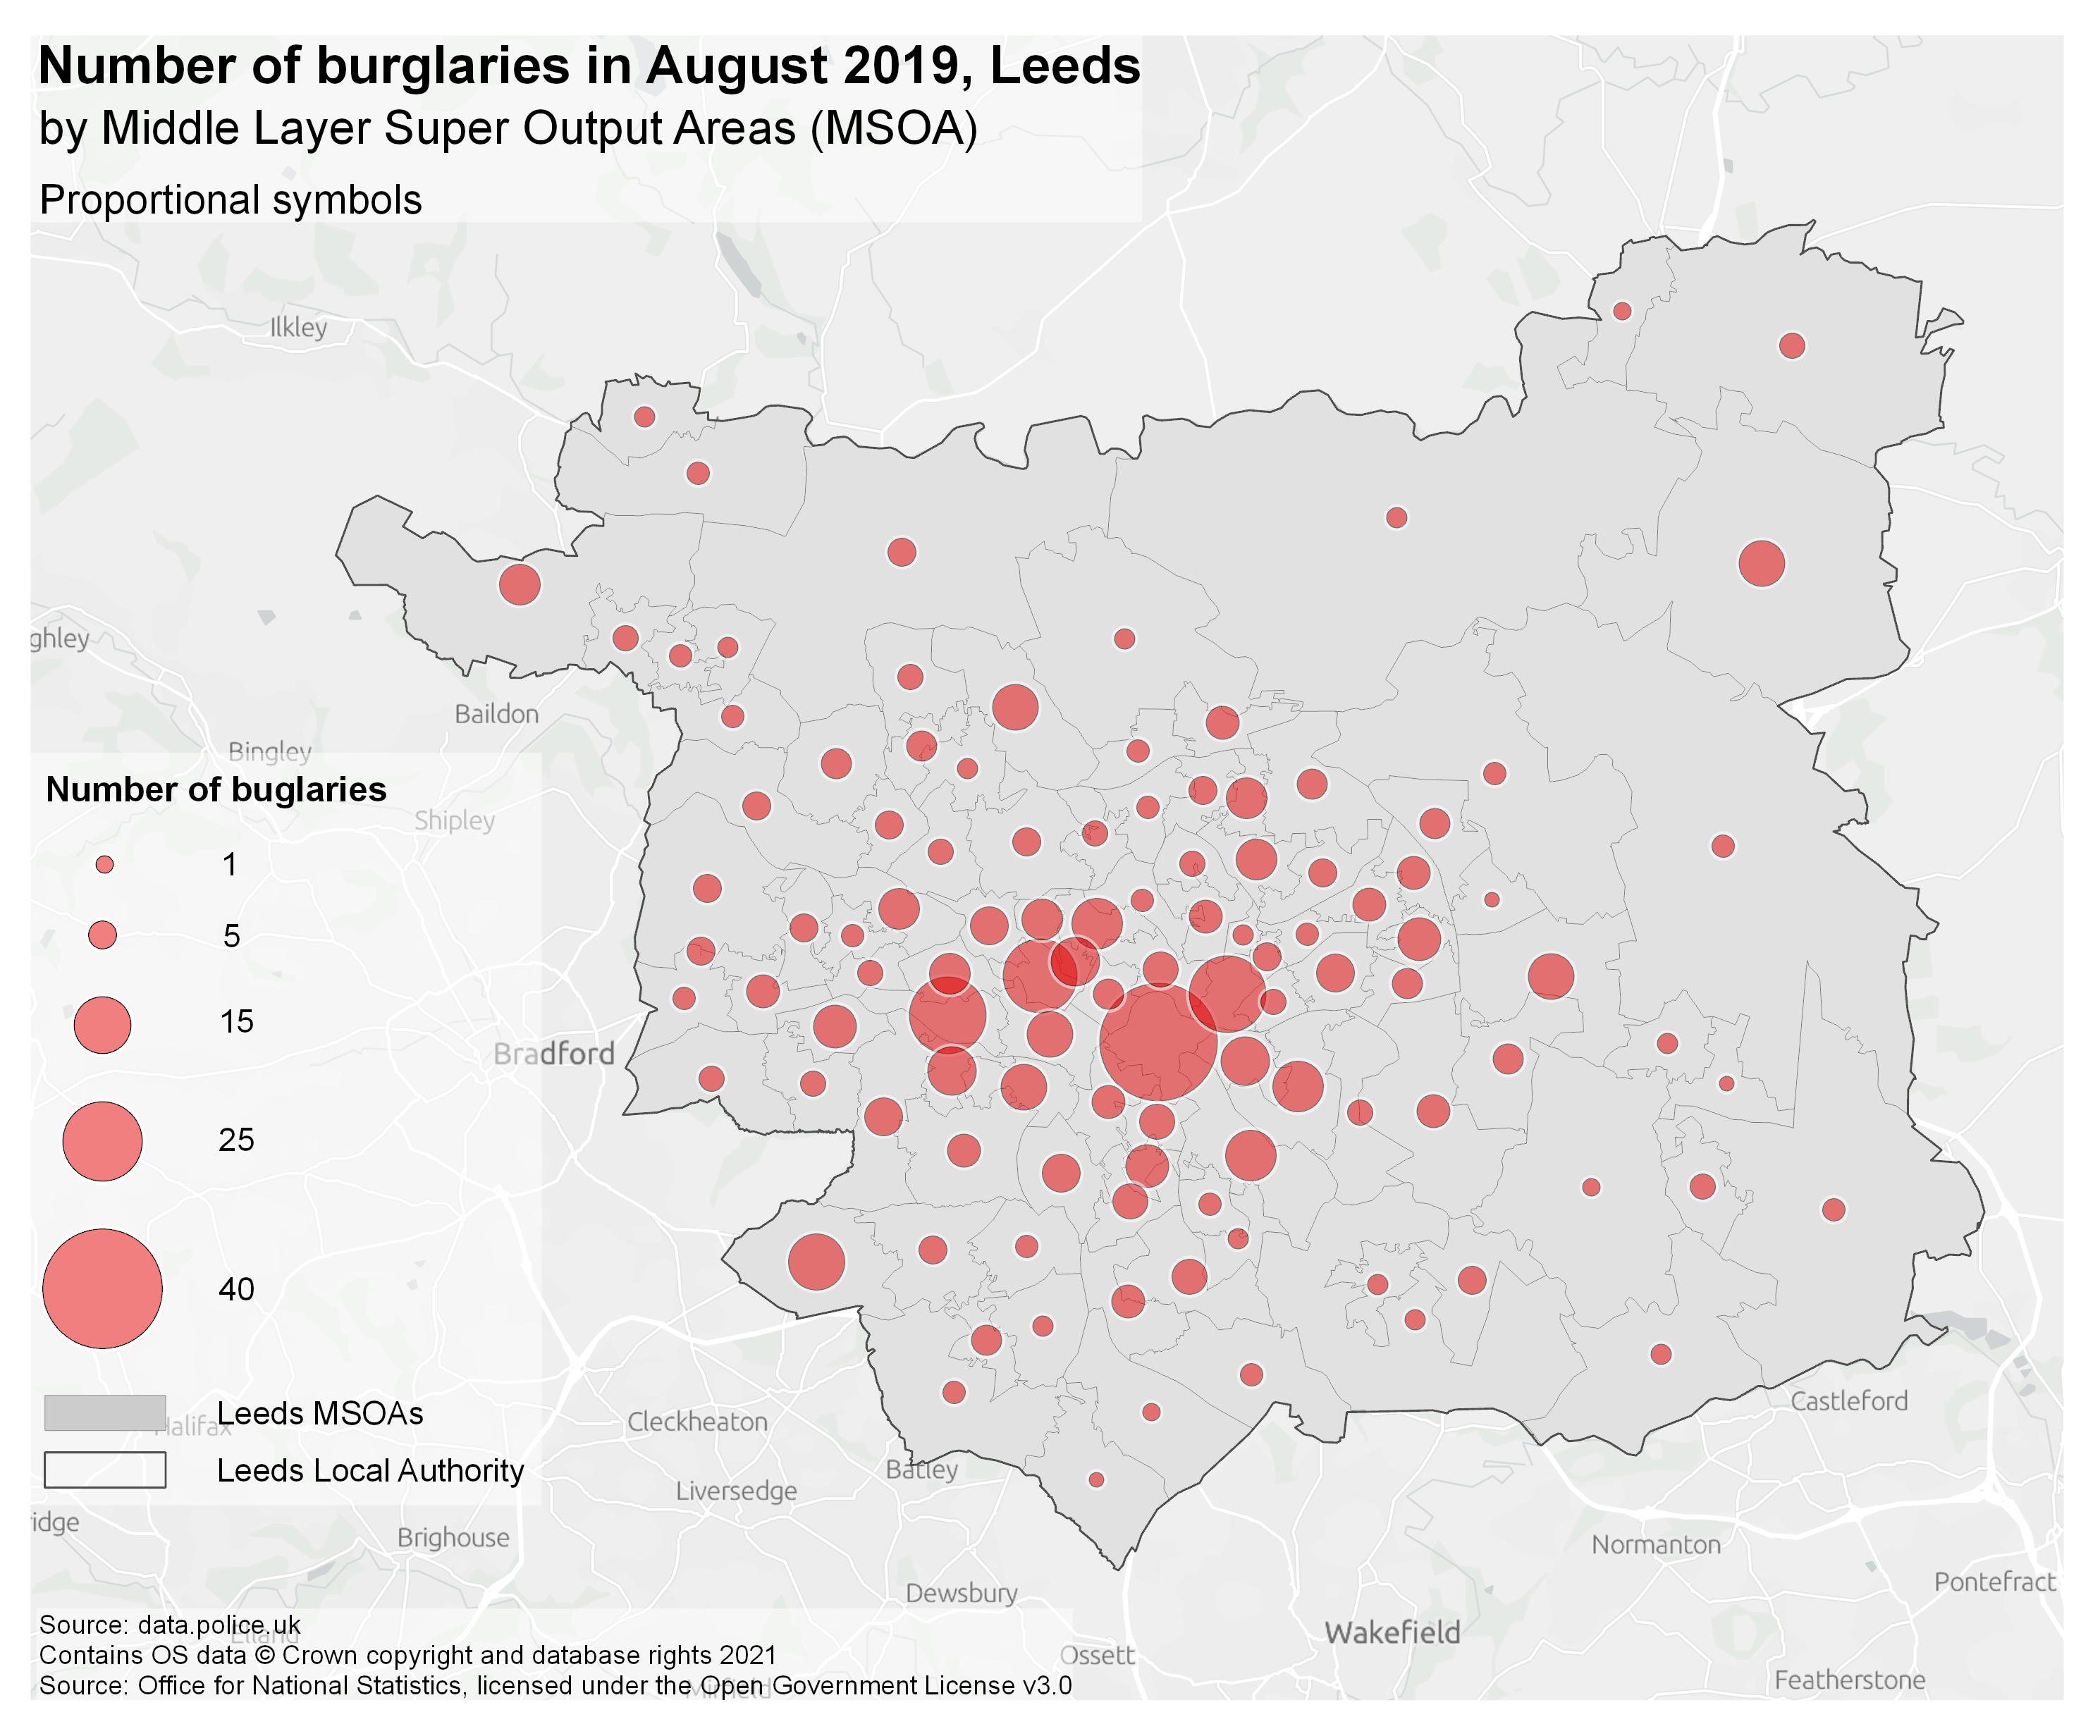 Number of burglaries in August 2019, Leeds
by Middle Layer Super Output Areas (MSOA)
Proportional symbols
Ilkley
ghley
Baildon
Bingley
Number of buglaries
Shipley
1
5
15
Bradford
25
40
Leeds MSOAs
Halifax
Leeds Local Authority
Cleckheaton
Castleford
Batley
Liversedge
ridge
Brighouse
Normanton
Dewsbury
Pontefract
Wakefield
Ossett
Featherstone
Source: data.police.uk
Elland
Contains OS data © Crown copyright and database rights 2021
Source: Office for National Statistics, licensed under the Open Government License v3.0
Mirfield